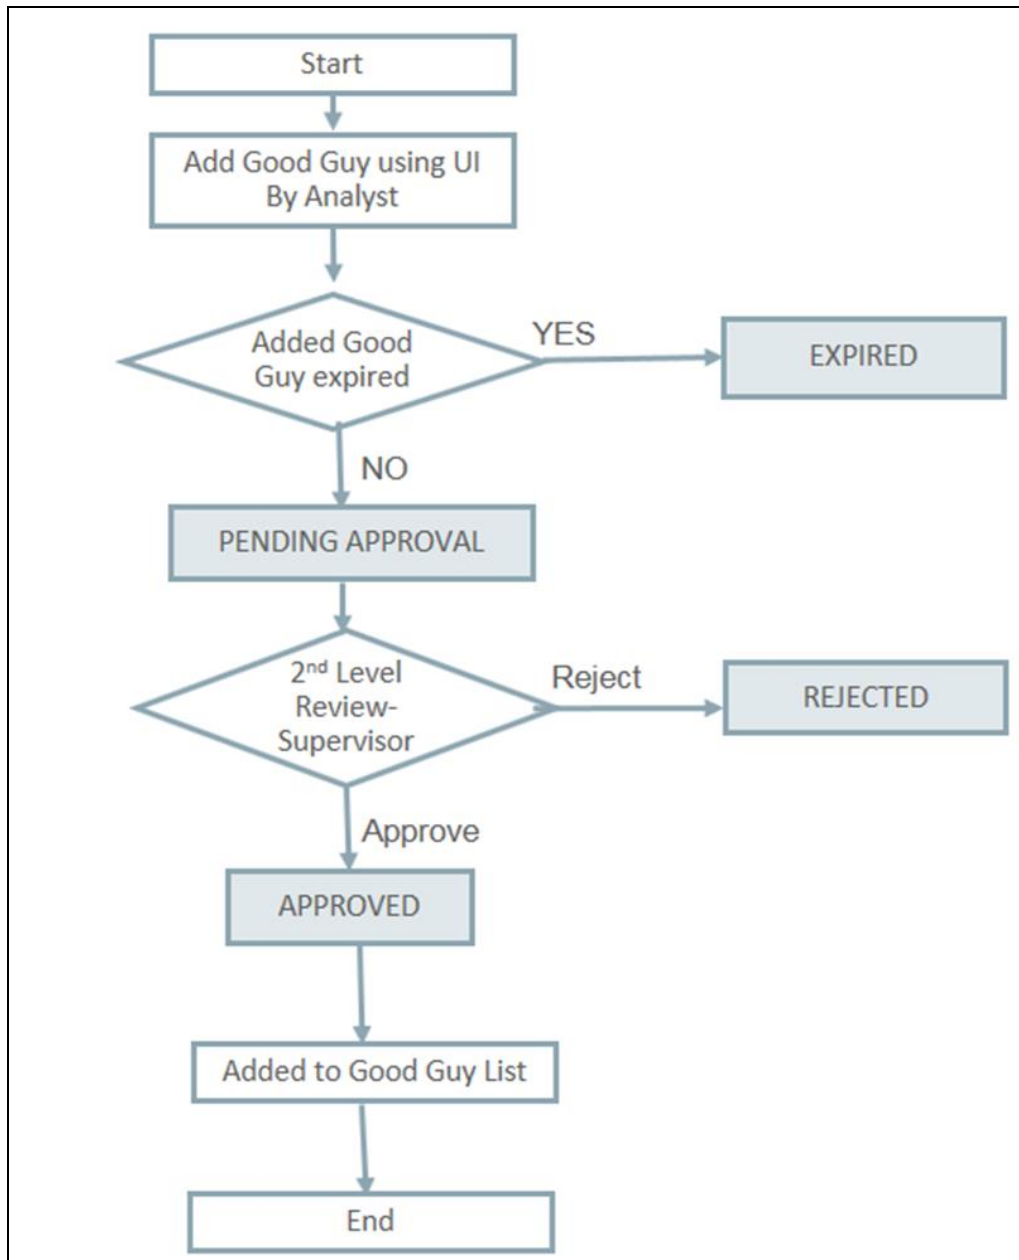 Start
Add Good Guy using UI
By Analyst
Added Good
Guy expired
YES
EXPIRED
NO
PENDING APPROVAL
2nd Level
Review-
Supervisor
Reject
REJECTED
Approve
APPROVED
Added to Good Guy List
End